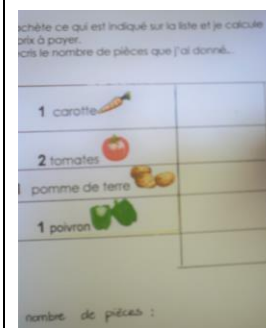 achète ce qui est indiqué sur la liste et je calcule
prix à payer.
cris le nombre de pièces que j'ai donné.
1 carotte
2 tomates
pomme de terre
1 poivron
nombre de pièces :